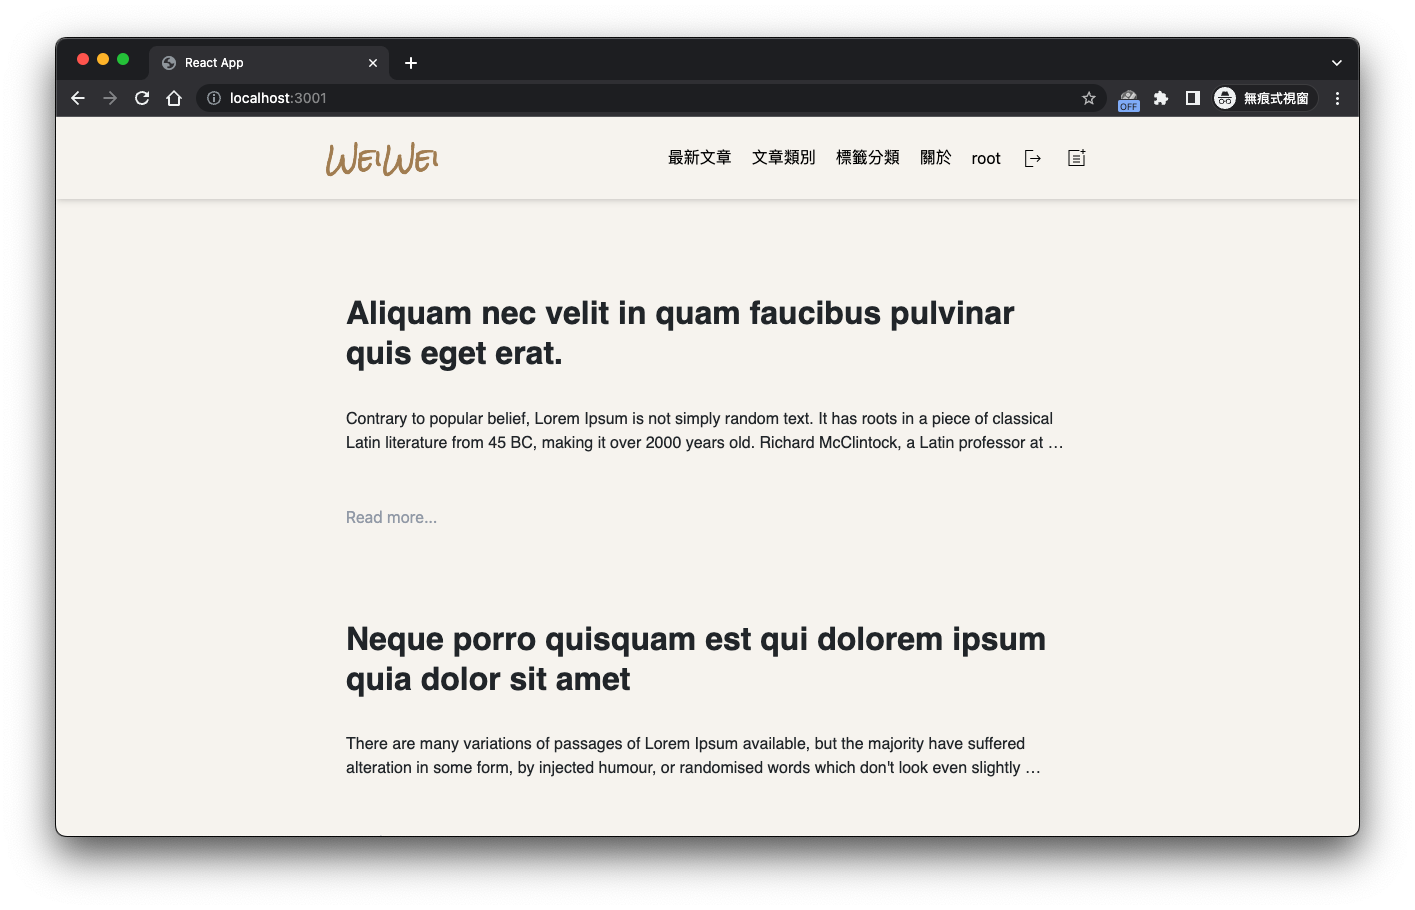 React App
localhost:3001
OFF
無痕式視窗
WeiWei
最新文章 文章類別 標籤分類 關於 root
Aliquam nec velit in quam faucibus pulvinar
quis eget erat.
Contrary to popular belief, Lorem Ipsum is not simply random text. It has roots in a piece of classical
Latin literature from 45 BC, making it over 2000 years old. Richard McClintock, a Latin professor at …
Read more...
Neque porro quisquam est qui dolorem ipsum
quia dolor sit amet
There are many variations of passages of Lorem Ipsum available, but the majority have suffered
alteration in some form, by injected humour, or randomised words which don't look even slightly …